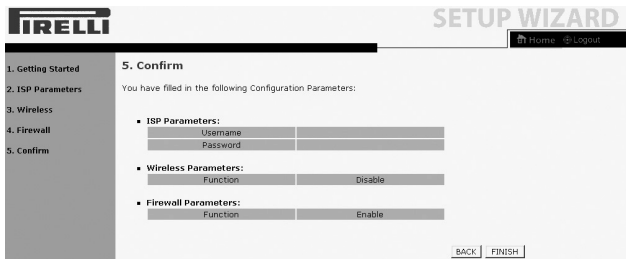 PIRELLI
SETUP WIZARD
Home Logout
1. Getting Started
2. ISP Parameters
3. Wireless
4. Firewall
5. Confirm
5. Confirm
You have filled in the following Configuration Parameters:
ISP Parameters:
Username
Password
Wireless Parameters:
Function Disable
Firewall Parameters:
Function Enable
BACK FINISH